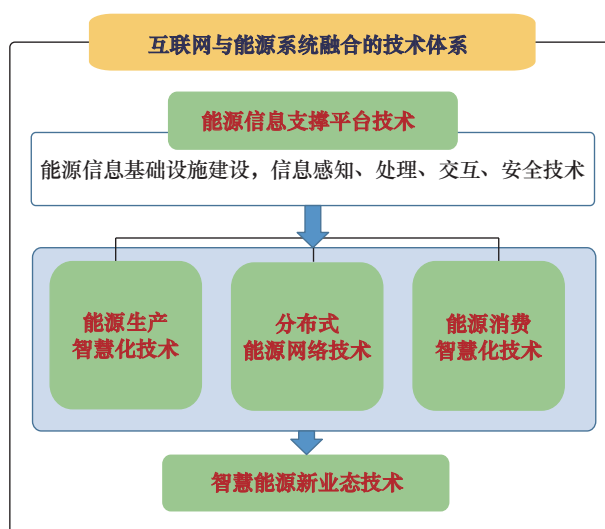 互联网与能源系统融合的技术体系
能源信息支撑平台技术
能源信息基础设施建设，信息感知、处理、交互、安全技术
能源生产
智慧化技术
分布式
能源网络技术
能源消费
智慧化技术
智慧能源新业态技术